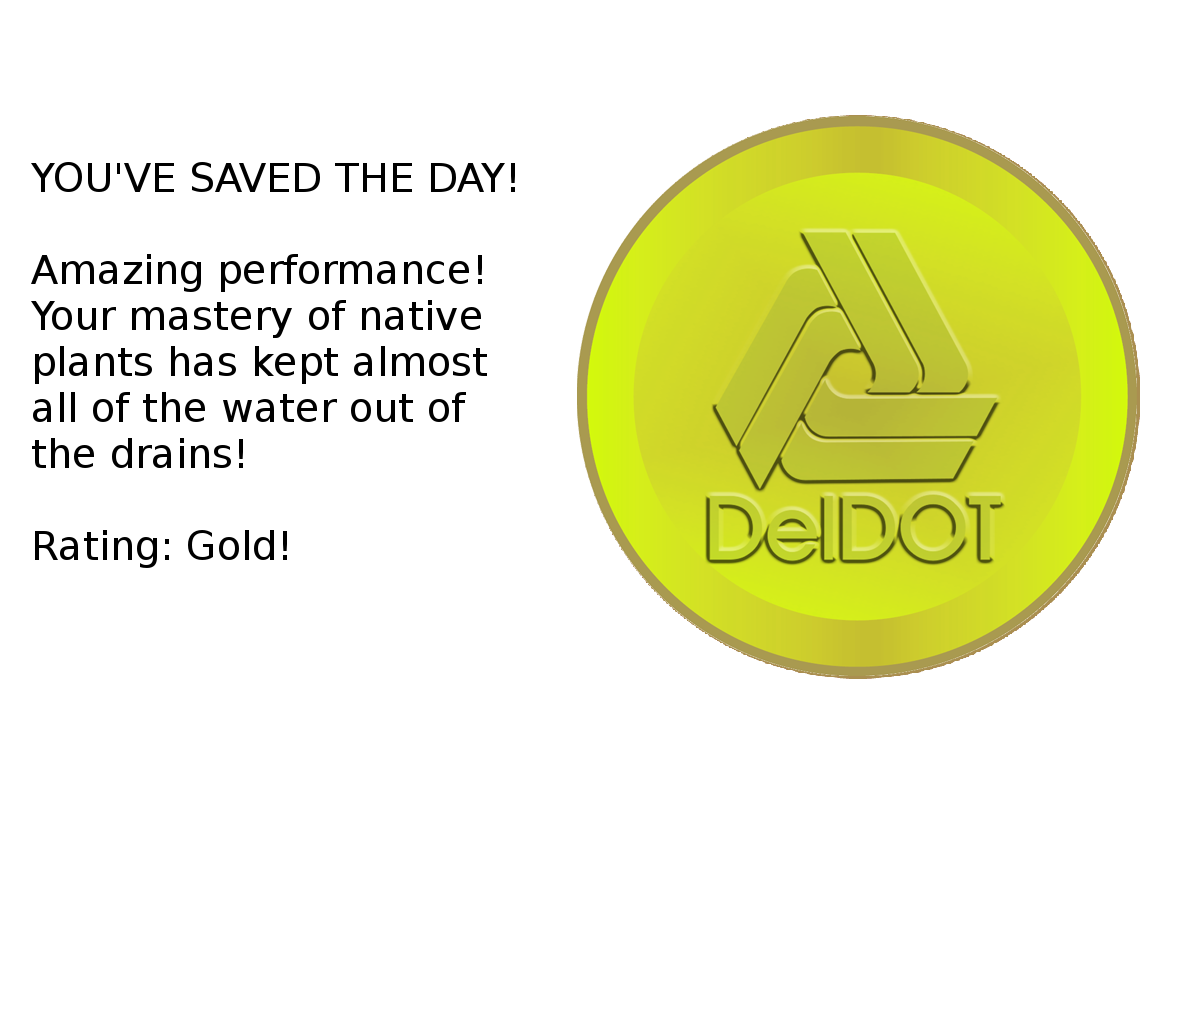 YOU'VE SAVED THE DAY!
Amazing performance!
Your mastery of native
plants has kept almost
all of the water out of
the drains!
Rating: Gold!
DelDOT